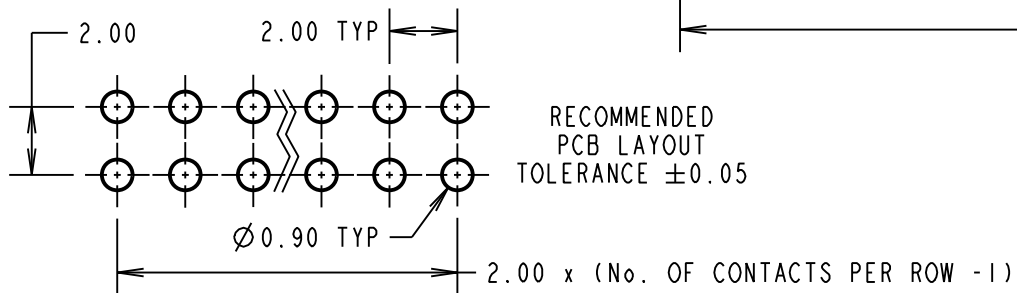 2.00
2.00 TYP
RECOMMENDED
PCB LAYOUT
TOLERANCE ±0.05
Ø0.90 TYP
2.00 x (No. OF CONTACTS PER ROW -1)